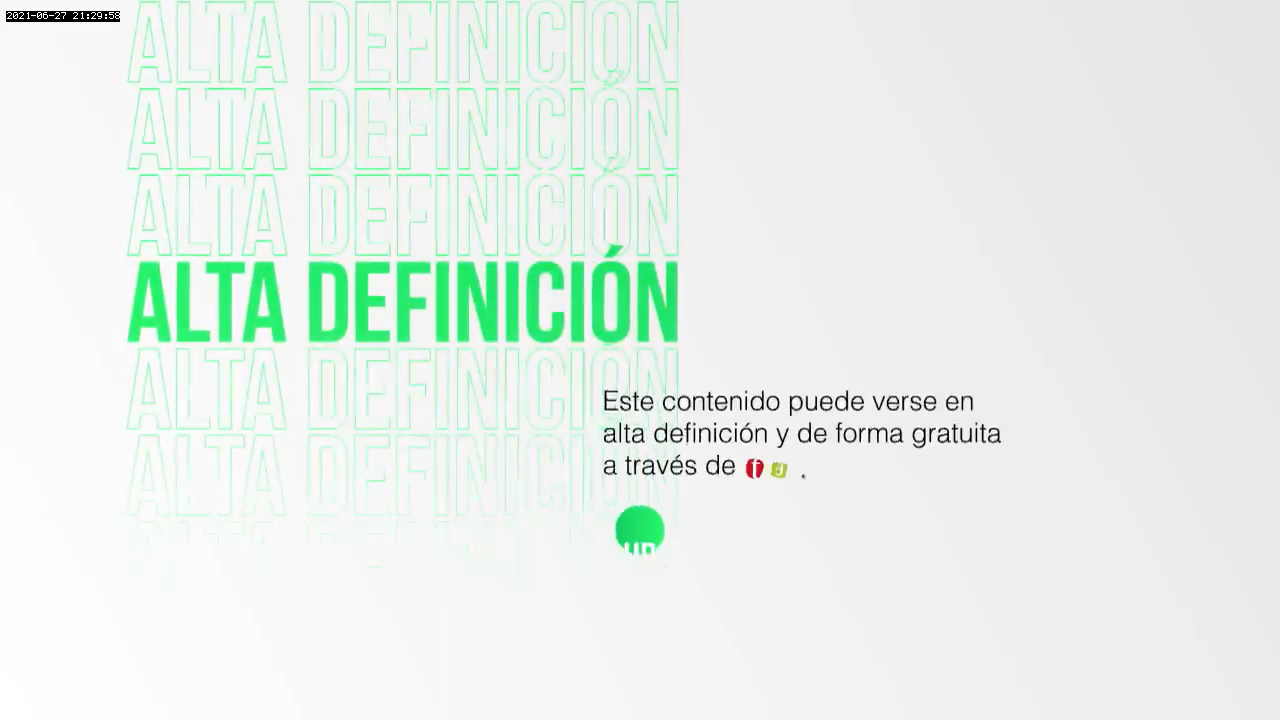 2021-06-27 21:29:58
ALTA DEFINICIÓN
ALTA DEFINICIÓN
ALTA DEFINICIÓN
ALTA DEFINICIÓN
ALTA DEFINICIÓN
ALTA DEFINICIÓN
Este contenido puede verse en
alta definición y de forma gratuita
a través de f J .